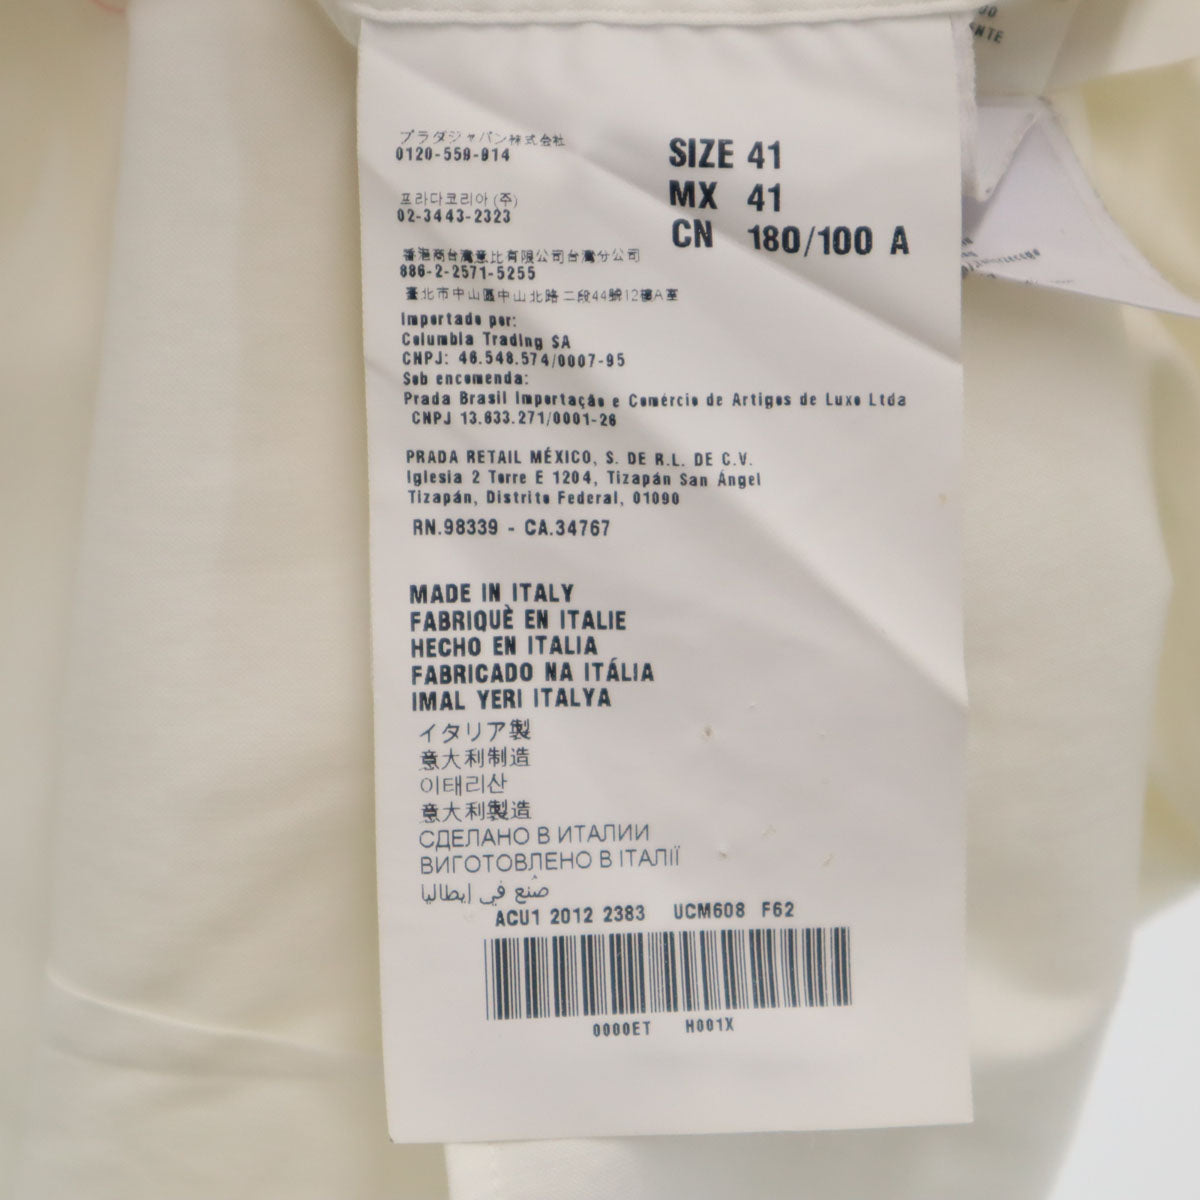 プラダジャパン株式会社
0120-559-914
프라다코리아 (주)
02-3443-2323
香港商台灣意比有限公司台灣分公司
886-2-2571-5255
臺北市中山區中山北路二段44號12樓A室
Importado por:
Columbia Trading SA
CNPJ: 46.548.574/0007-95
Sob encomenda:
Prada Brasil Importação e Comércio de Artigos de Luxo Ltda
CNPJ 13.633.271/0001-26
PRADA RETAIL MÉXICO, S. DE R.L. DE C.V.
Iglesia 2 Torre E 1204, Tizapán San Ángel
Tizapán, Distrito Federal, 01090
RN.98339 - CA.34767
SIZE 41
MX 41
CN 180/100 A
MADE IN ITALY
FABRIQUÈ EN ITALIE
HECHO EN ITALIA
FABRICADO NA ITÁLIA
IMAL YERI ITALYA
イタリア製
意大利制造
이태리산
意大利製造
СДЕЛАНО В ИТАЛИИ
ВИГОТОВЛЕНО В ІТАЛІЇ
صُنع في إيطاليا
ACU1 2012 2383 UCM608 F62
0000ET H001X